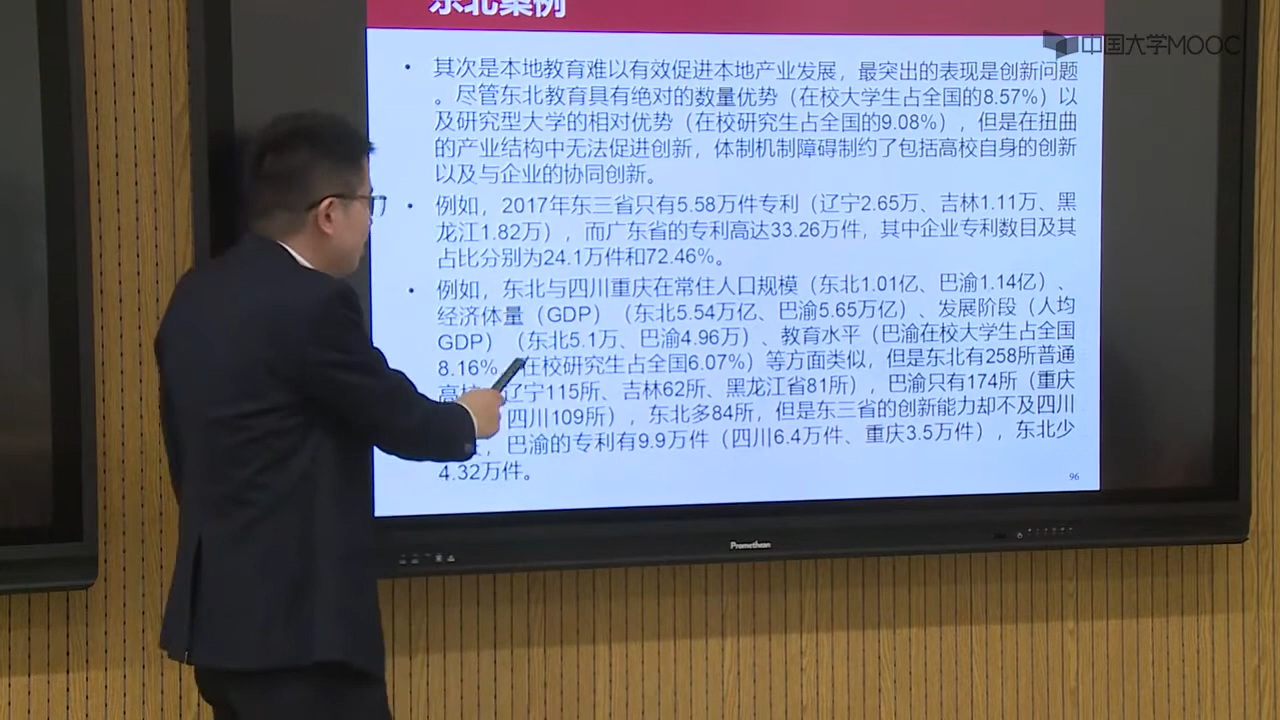 东北案例
中国大学MOOC
• 其次是本地教育难以有效促进本地产业发展，最突出的表现是创新问题
。尽管东北教育具有绝对的数量优势（在校大学生占全国的8.57%）以
及研究型大学的相对优势（在校研究生占全国的9.08%），但是在扭曲
的产业结构中无法促进创新，体制机制障碍制约了包括高校自身的创新
以及与企业的协同创新。
• 例如，2017年东三省只有5.58万件专利（辽宁2.65万、吉林1.11万、黑
龙江1.82万），而广东省的专利高达33.26万件，其中企业专利数目及其
占比分别为24.1万件和72.46%。
• 例如，东北与四川重庆在常住人口规模（东北1.01亿、巴渝1.14亿）、
经济体量（GDP）（东北5.54万亿、巴渝5.65万亿）、发展阶段（人均
GDP）（东北5.1万、巴渝4.96万）、教育水平（巴渝在校大学生占全国
8.16%、在校研究生占全国6.07%）等方面类似，但是东北有258所普通
高校 辽宁115所、吉林62所、黑龙江省81所），巴渝只有174所（重庆
四川109所），东北多84所，但是东三省的创新能力却不及四川
，巴渝的专利有9.9万件（四川6.4万件、重庆3.5万件），东北少
4.32万件。
96
Promethean